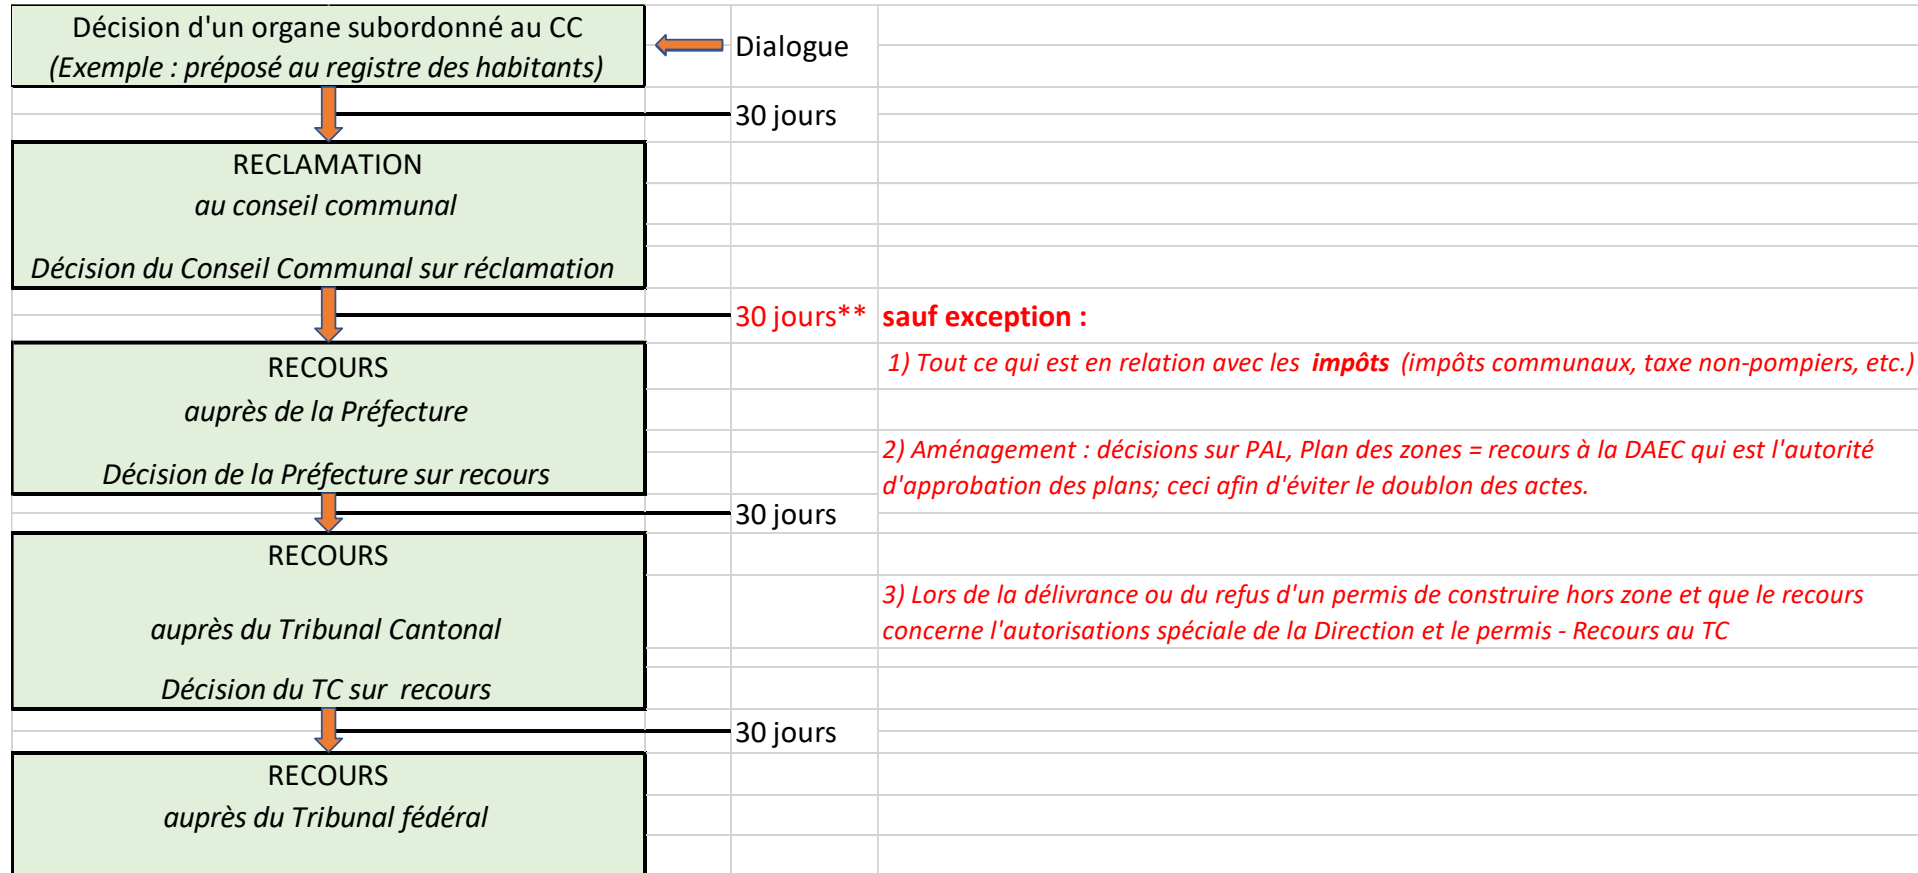 Décision d'un organe subordonné au CC
(Exemple : préposé au registre des habitants)
Dialogue
30 jours
RECLAMATION
au conseil communal
Décision du Conseil Communal sur réclamation
30 jours** sauf exception :
RECOURS
auprès de la Préfecture
Décision de la Préfecture sur recours
1) Tout ce qui est en relation avec les impôts (impôts communaux, taxe non-pompiers, etc.)
2) Aménagement : décisions sur PAL, Plan des zones = recours à la DAEC qui est l'autorité
d'approbation des plans; ceci afin d'éviter le doublon des actes.
30 jours
RECOURS
auprès du Tribunal Cantonal
Décision du TC sur recours
3) Lors de la délivrance ou du refus d'un permis de construire hors zone et que le recours
concerne l'autorisations spéciale de la Direction et le permis - Recours au TC
30 jours
RECOURS
auprès du Tribunal fédéral